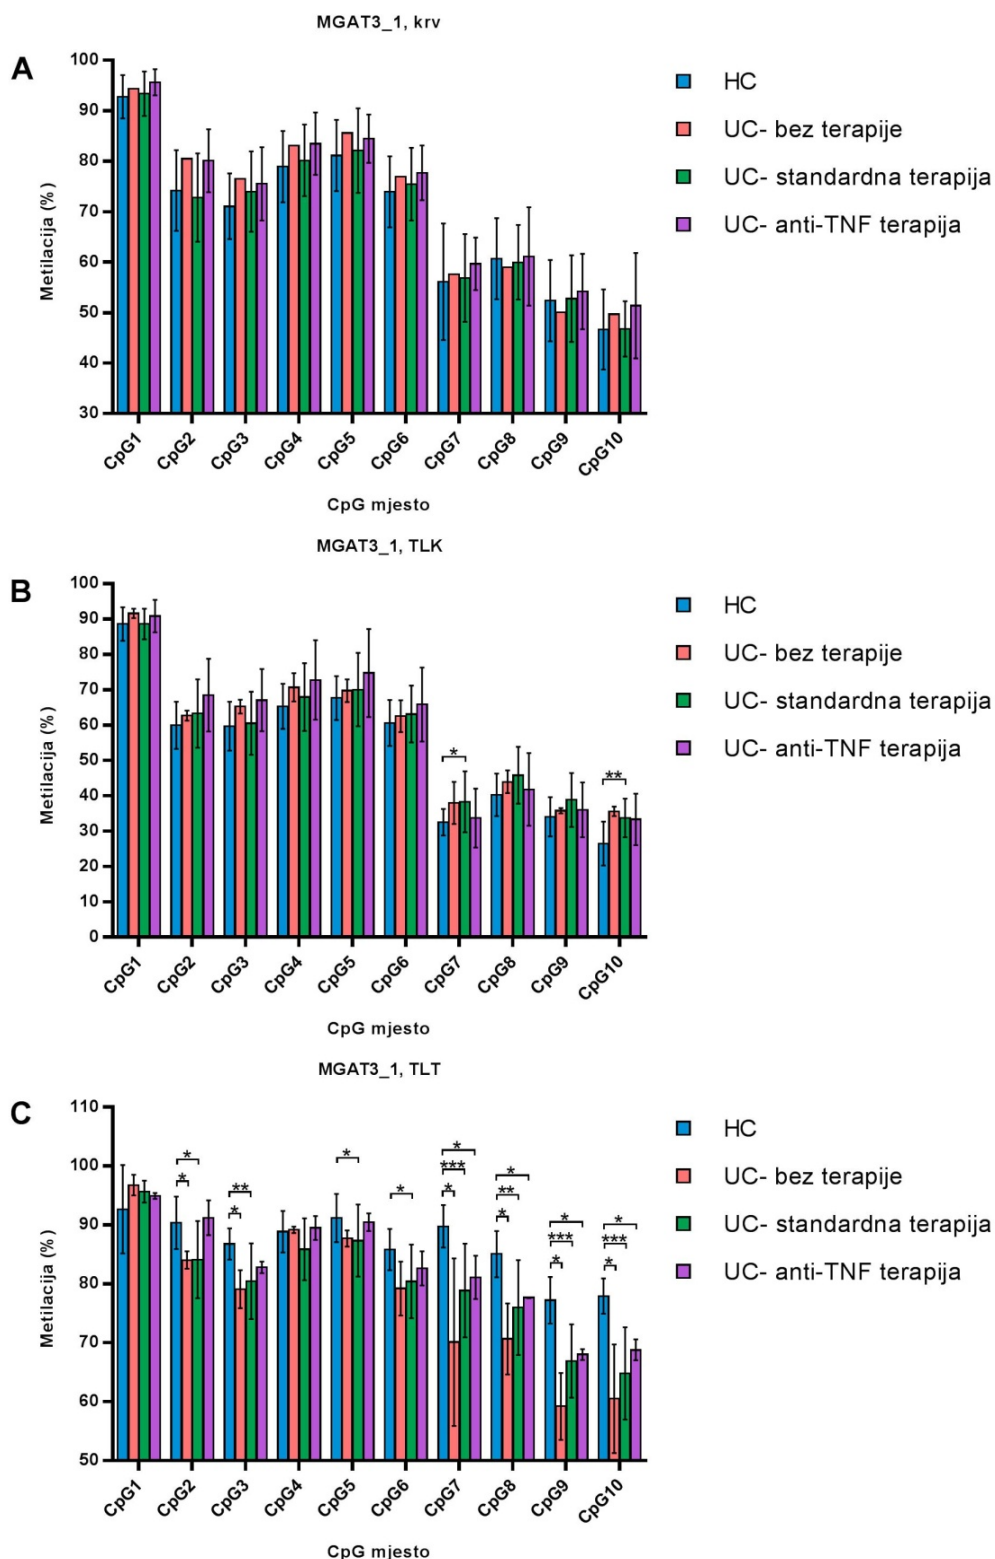 MGAT3_1, krv
A
100
90
80
70
60
50
40
30
Metilacija (%)
CpG1
CpG2
CpG3
CpG4
CpG5
CpG6
CpG7
CpG8
CpG9
CpG10
CpG mjesto
HC
UC- bez terapije
UC- standardna terapija
UC- anti-TNF terapija
MGAT3_1, TLK
B
100
90
80
70
60
50
40
30
20
10
0
Metilacija (%)
*
**
CpG1
CpG2
CpG3
CpG4
CpG5
CpG6
CpG7
CpG8
CpG9
CpG10
CpG mjesto
HC
UC- bez terapije
UC- standardna terapija
UC- anti-TNF terapija
MGAT3_1, TLT
C
110
100
90
80
70
60
50
Metilacija (%)
*
*
**
*
*
*
*
***
*
*
**
*
*
***
*
*
***
*
CpG1
CpG2
CpG3
CpG4
CpG5
CpG6
CpG7
CpG8
CpG9
CpG10
CpG mjesto
HC
UC- bez terapije
UC- standardna terapija
UC- anti-TNF terapija